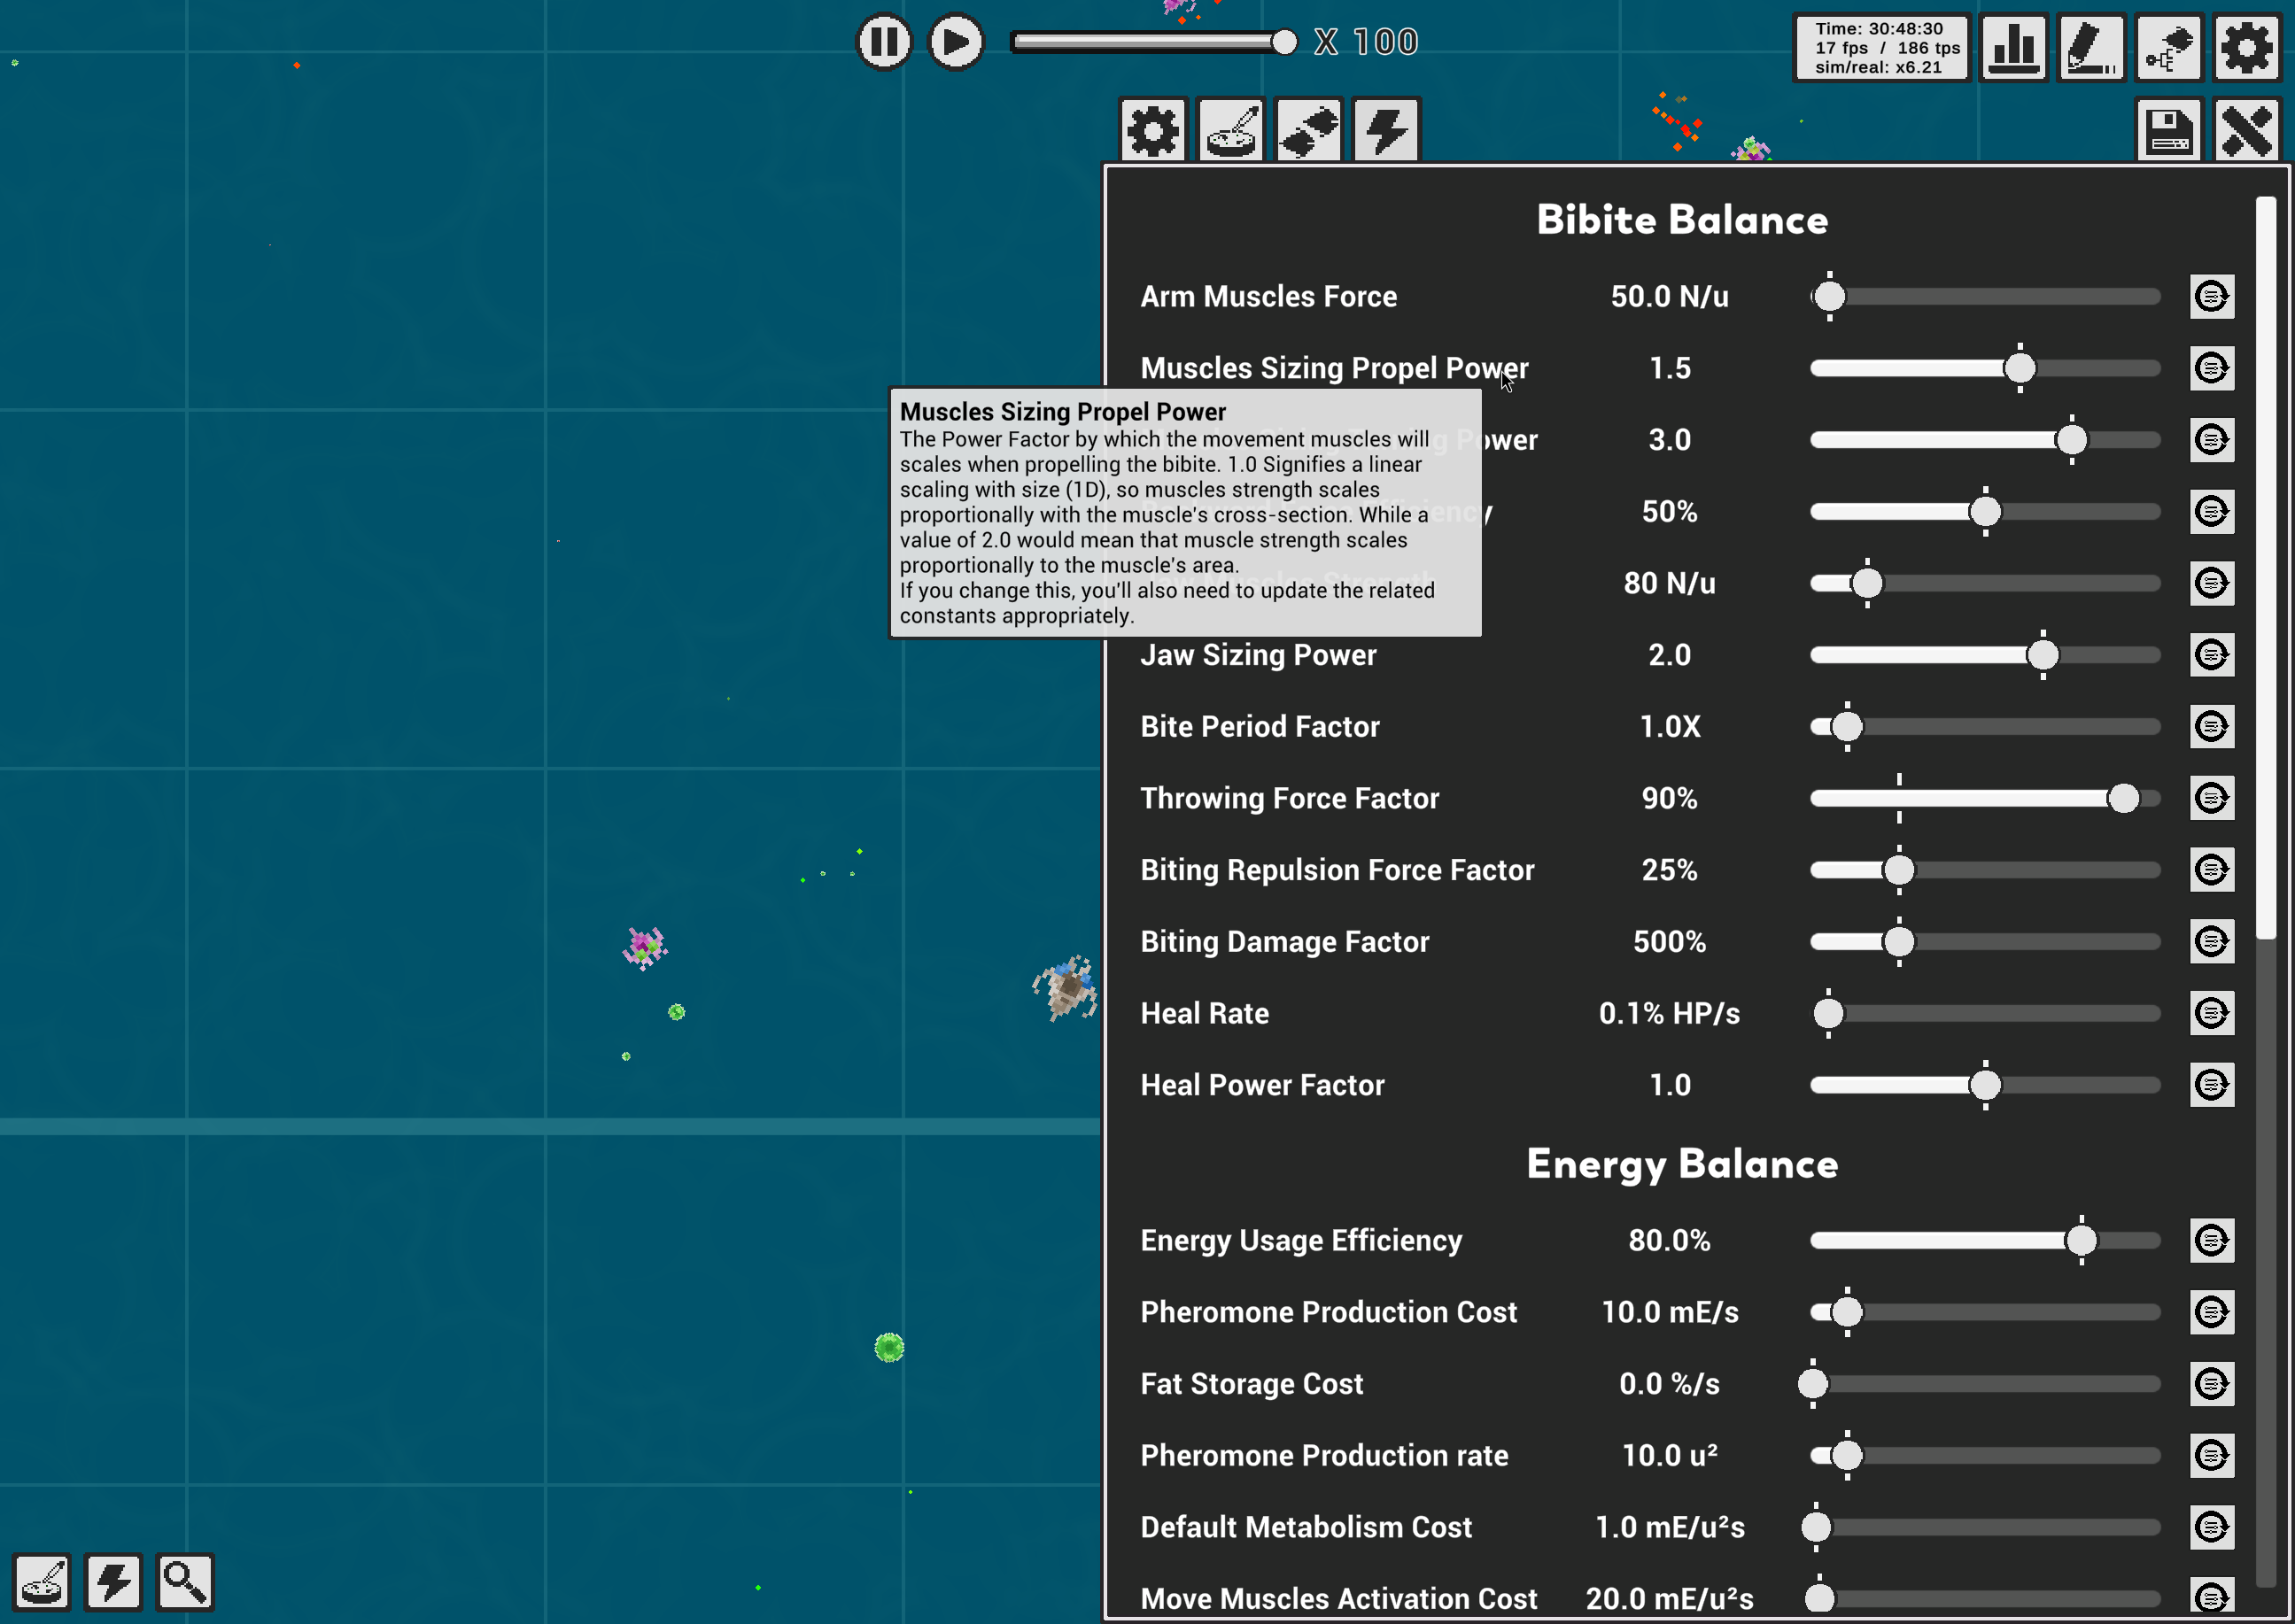 X 100
Time: 30:48:30
17 fps / 186 tps
sim/real: x6.21
Bibite Balance
Arm Muscles Force 50.0 N/u
Muscles Sizing Propel Power 1.5
Muscles Sizing Propel Power
The Power Factor by which the movement muscles will
scales when propelling the bibite. 1.0 Signifies a linear
scaling with size (1D), so muscles strength scales
proportionally with the muscle's cross-section. While a
value of 2.0 would mean that muscle strength scales
proportionally to the muscle's area.
If you change this, you'll also need to update the related
constants appropriately.
Power 3.0
50%
80 N/u
Jaw Sizing Power 2.0
Bite Period Factor 1.0X
Throwing Force Factor 90%
Biting Repulsion Force Factor 25%
Biting Damage Factor 500%
Heal Rate 0.1% HP/s
Heal Power Factor 1.0
Energy Balance
Energy Usage Efficiency 80.0%
Pheromone Production Cost 10.0 mE/s
Fat Storage Cost 0.0 %/s
Pheromone Production rate 10.0 u²
Default Metabolism Cost 1.0 mE/u²s
Move Muscles Activation Cost 20.0 mE/u²s